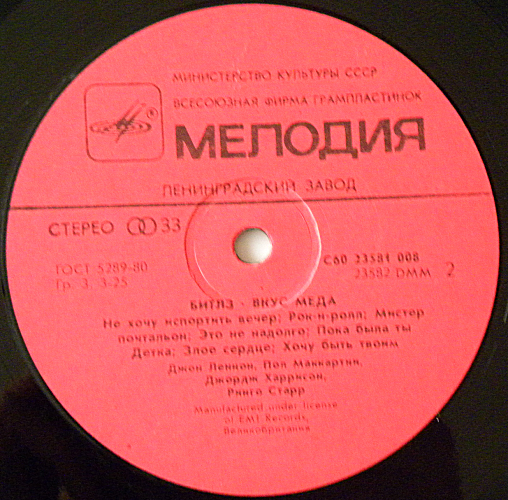 МИНИСТЕРСТВО КУЛЬТУРЫ СССР
ВСЕСОЮЗНАЯ ФИРМА ГРАМПЛАСТИНОК
МЕЛОДИЯ
ЛЕНИНГРАДСКИЙ ЗАВОД
СТЕРЕО 33
ГОСТ 5289-80
Гр. 3. 3-25
С60 23581 008
23582 DMM 2
БИТЛЗ - ВКУС МЕДА
Не хочу испортить вечер; Рок-н-ролл; Мистер
почтальон; Это не надолго; Пока была ты
Детка; Злое сердце; Хочу быть твоим
Джон Леннон, Пол Маккартни,
Джордж Харрисон,
Ринго Старр
Manufactured under license
of EMI Records,
Великобритания